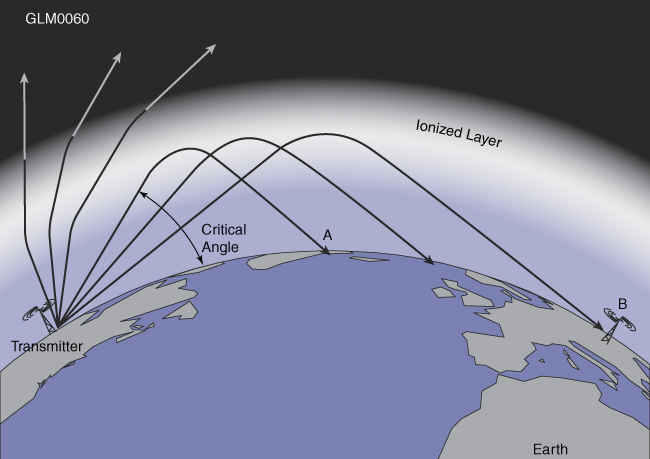 GLM0060
Ionized Layer
Critical
Angle
A
B
Transmitter
Earth